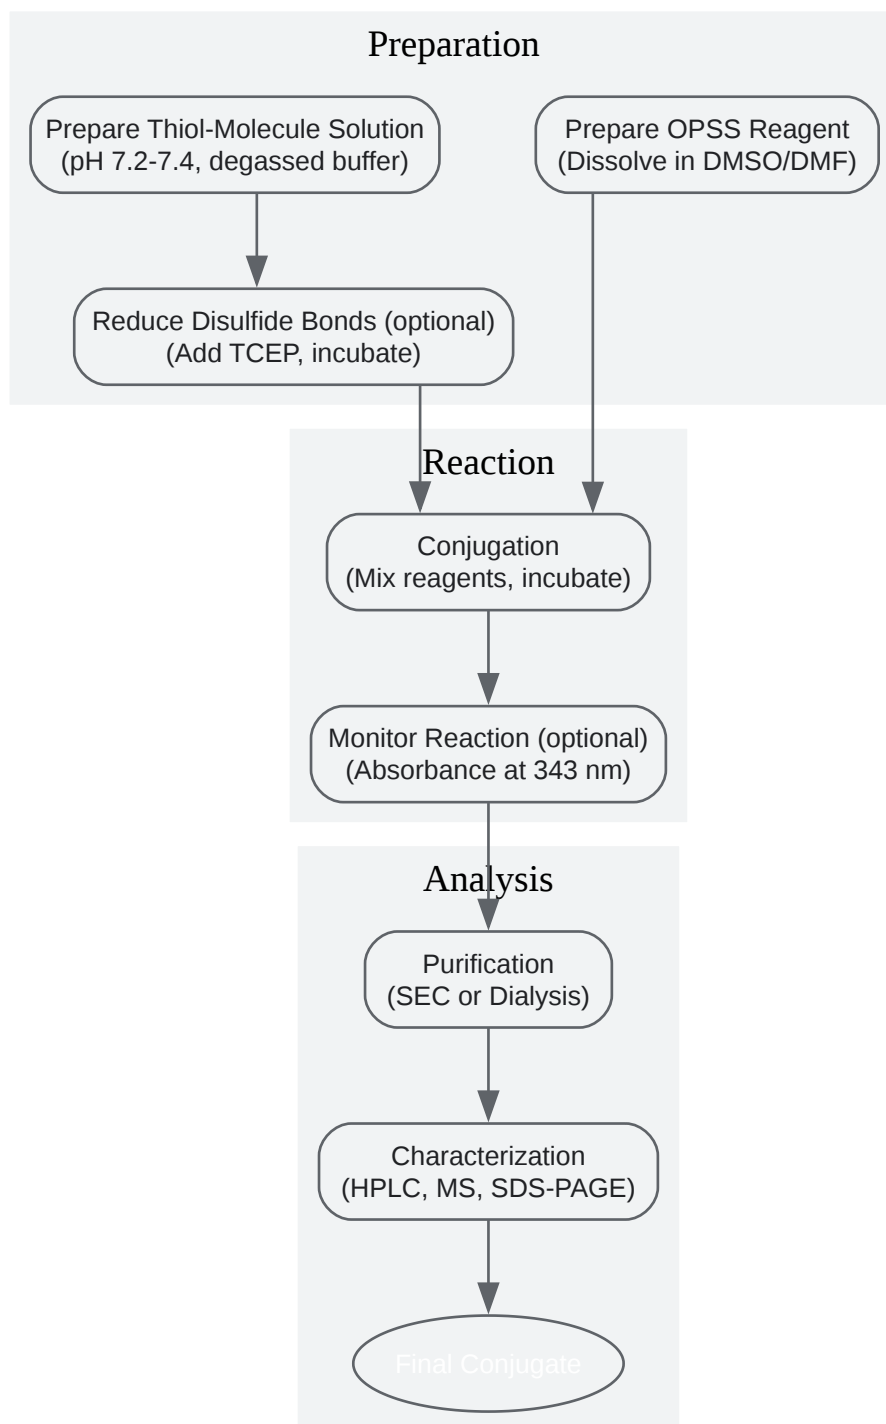 Preparation
Prepare Thiol-Molecule Solution
(pH 7.2-7.4, degassed buffer)
Prepare OPSS Reagent
(Dissolve in DMSO/DMF)
Reduce Disulfide Bonds (optional)
(Add TCEP, incubate)
Reaction
Conjugation
(Mix reagents, incubate)
Monitor Reaction (optional)
(Absorbance at 343 nm)
Analysis
Purification
(SEC or Dialysis)
Characterization
(HPLC, MS, SDS-PAGE)
Final Conjugate